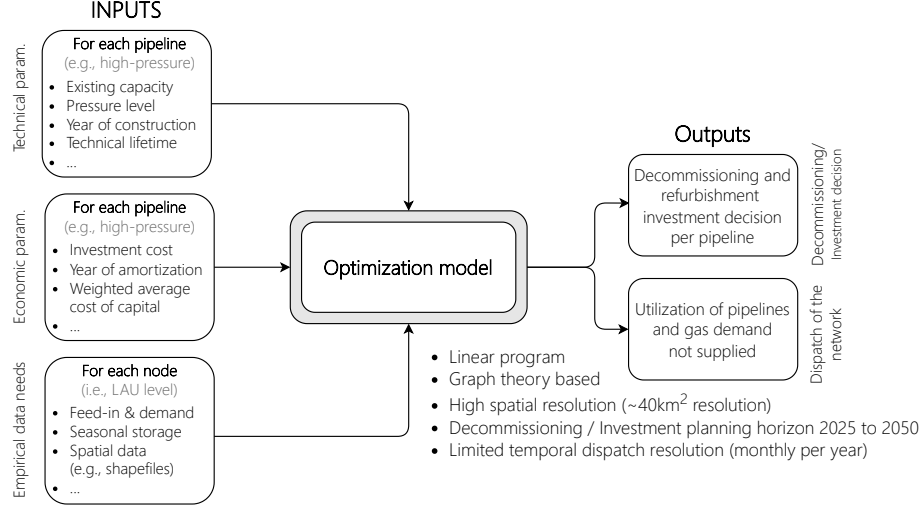 INPUTS
Technical param.
For each pipeline
(e.g., high-pressure)
• Existing capacity
• Pressure level
• Year of construction
• Technical lifetime
• ...
Economic param.
For each pipeline
(e.g., high-pressure)
• Investment cost
• Year of amortization
• Weighted average
cost of capital
• ...
Empirical data needs
For each node
(i.e., LAU level)
• Feed-in & demand
• Seasonal storage
• Spatial data
(e.g., shapefiles)
• ...
Optimization model
• Linear program
• Graph theory based
• High spatial resolution (~40km² resolution)
• Decommissioning / Investment planning horizon 2025 to 2050
• Limited temporal dispatch resolution (monthly per year)
Outputs
Decommissioning and
refurbishment
investment decision
per pipeline
Decommissioning/
Investment decision
Utilization of pipelines
and gas demand
not supplied
Dispatch of the
network